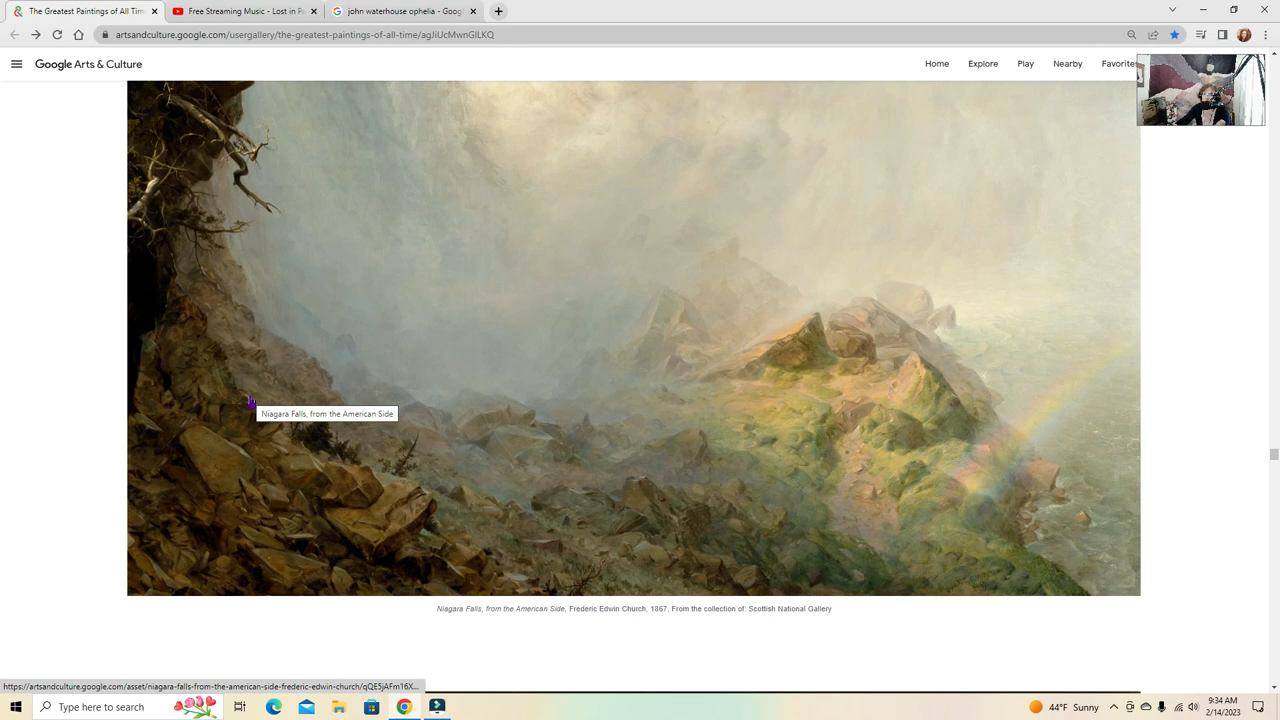 The Greatest Paintings of All Tim
Free Streaming Music - Lost in Fi
john waterhouse ophelia - Goog
artsandculture.google.com/usergallery/the-greatest-paintings-of-all-time/agJiUcMwnGILKQ
Google Arts & Culture
Home Explore Play Nearby Favorites
Niagara Falls, from the American Side
Niagara Falls, from the American Side, Frederic Edwin Church, 1867, From the collection of: Scottish National Gallery
https://artsandculture.google.com/asset/niagara-falls-from-the-american-side-frederic-edwin-church/qQE5jAFm16X...
Type here to search
44°F Sunny
9:34 AM
2/14/2023